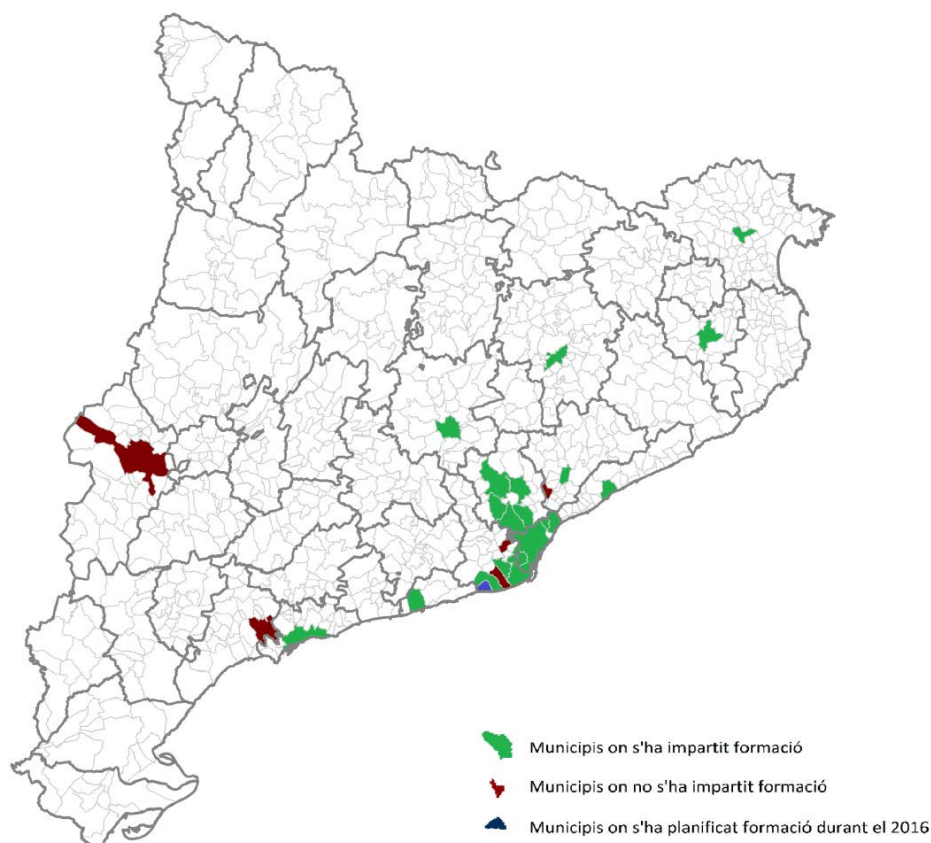 Municipis on s'ha impartit formació
Municipis on no s'ha impartit formació
Municipis on s'ha planificat formació durant el 2016